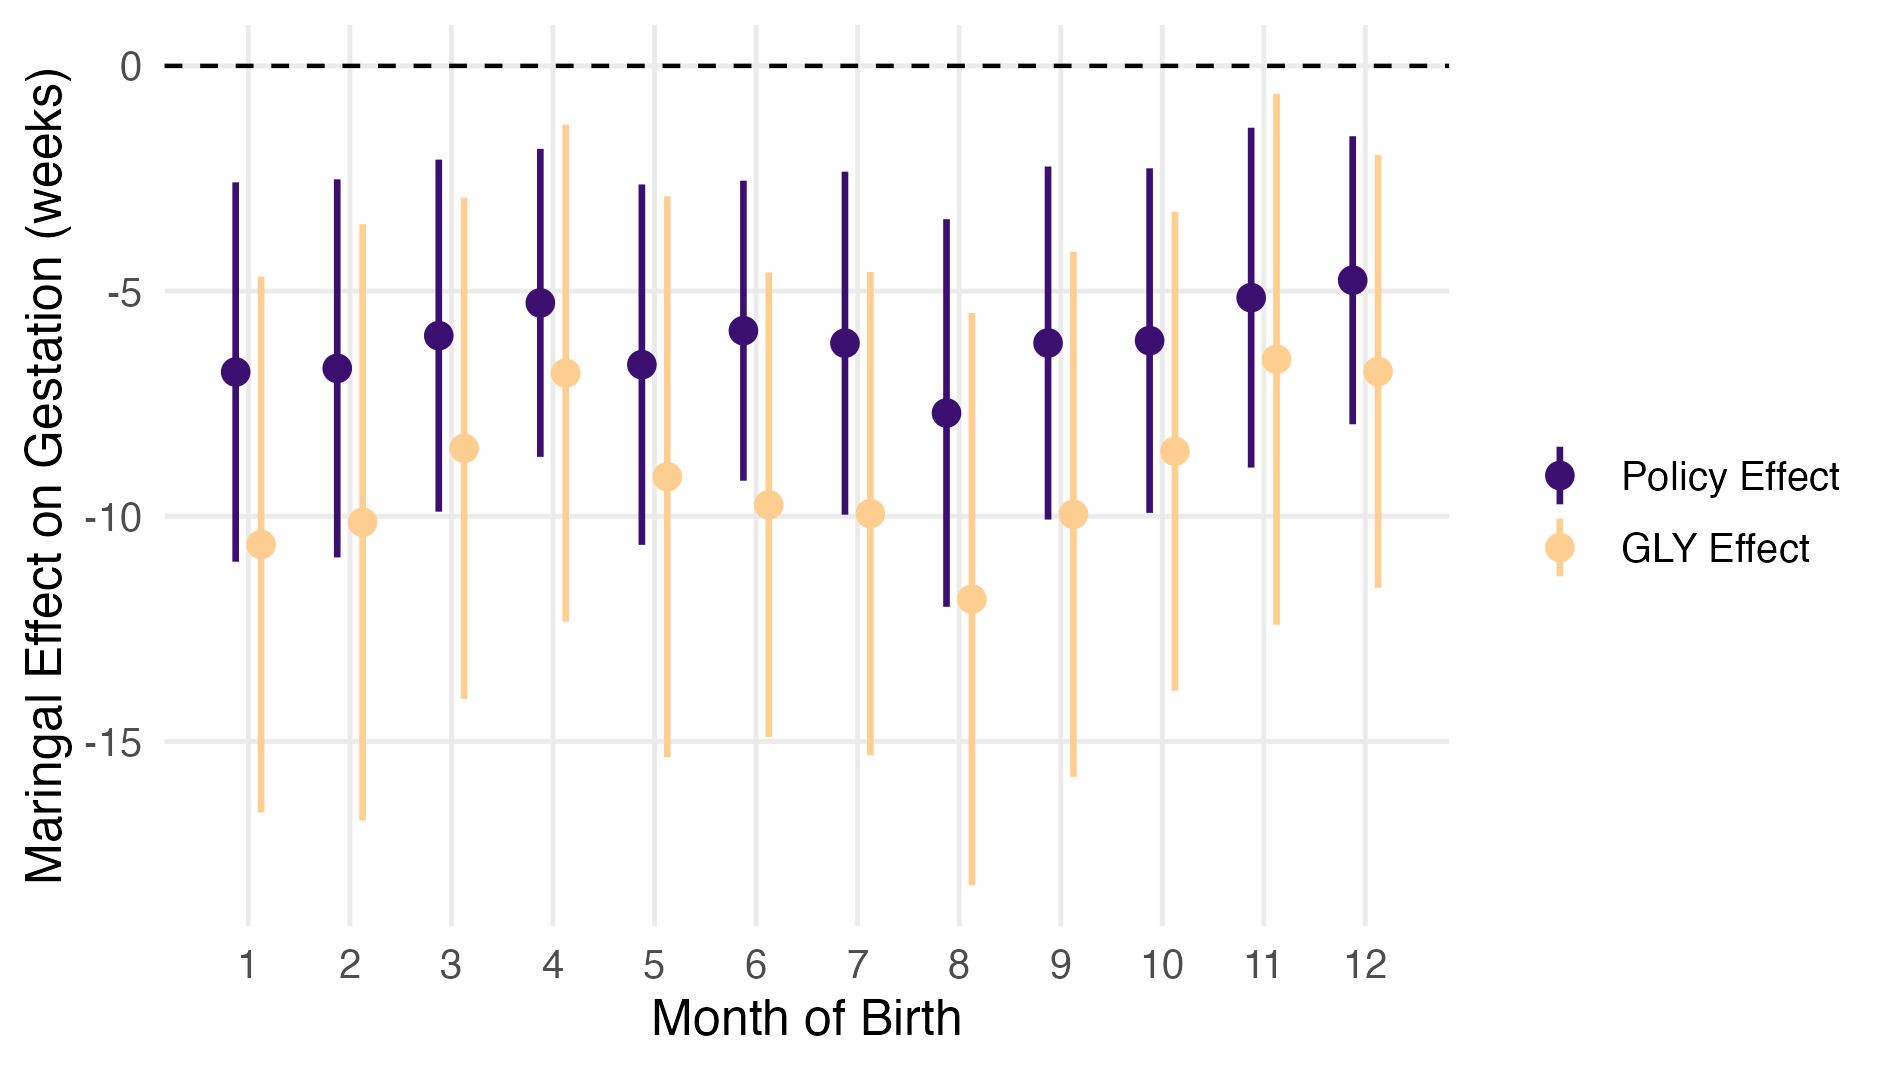 Maringal Effect on Gestation (weeks)
0
-5
-10
-15
1 2 3 4 5 6 7 8 9 10 11 12
Month of Birth
Policy Effect
GLY Effect